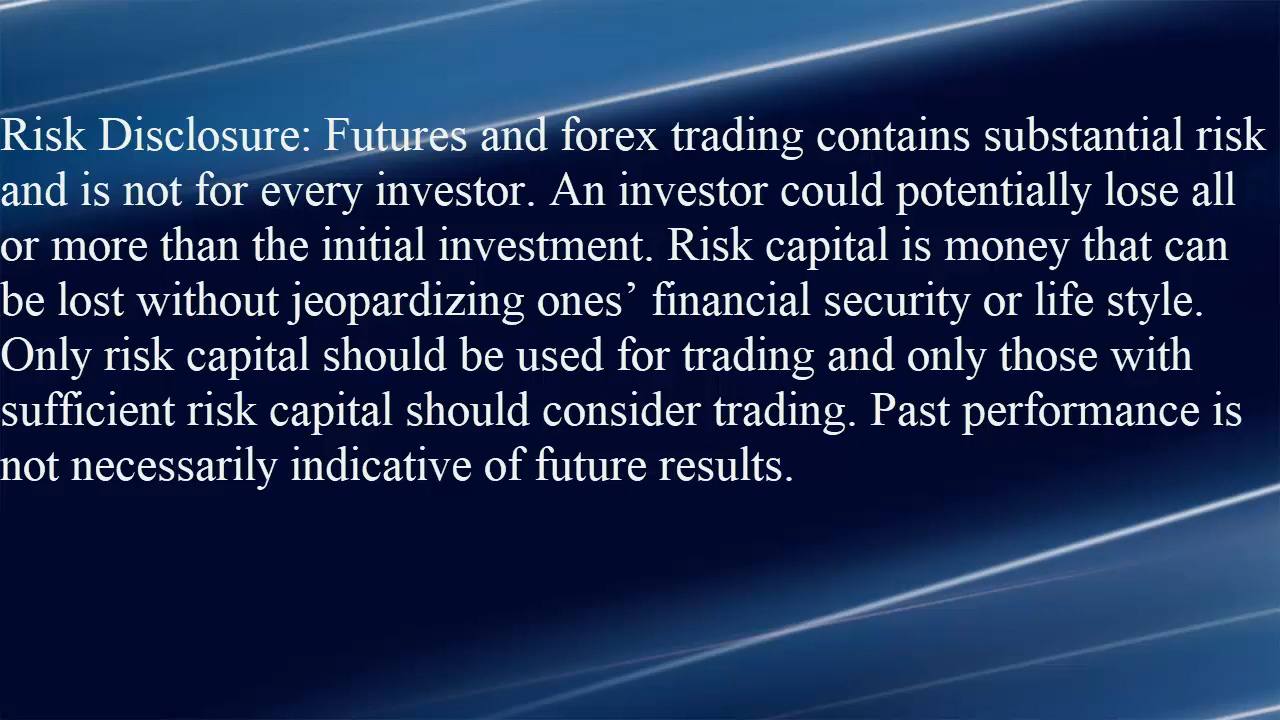 Risk Disclosure: Futures and forex trading contains substantial risk
and is not for every investor. An investor could potentially lose all
or more than the initial investment. Risk capital is money that can
be lost without jeopardizing ones’ financial security or life style.
Only risk capital should be used for trading and only those with
sufficient risk capital should consider trading. Past performance is
not necessarily indicative of future results.